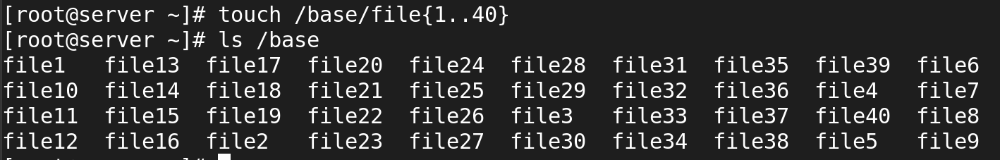 [root@server ~]# touch /base/file{1..40}
[root@server ~]# ls /base
file1   file13  file17  file20  file24  file28  file31  file35  file39  file6
file10  file14  file18  file21  file25  file29  file32  file36  file4   file7
file11  file15  file19  file22  file26  file3   file33  file37  file40  file8
file12  file16  file2   file23  file27  file30  file34  file38  file5   file9